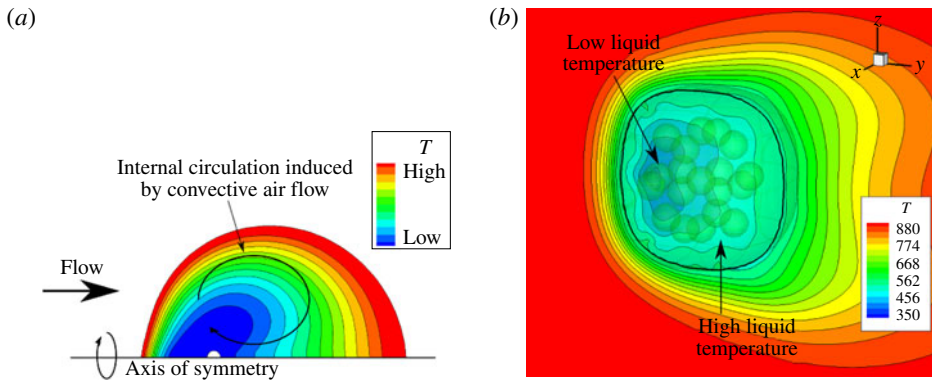 (a)
Internal circulation induced
by convective air flow
T
High
Low
Flow
Axis of symmetry
(b)
Low liquid
temperature
z
x
y
High liquid
temperature
T
880
774
668
562
456
350